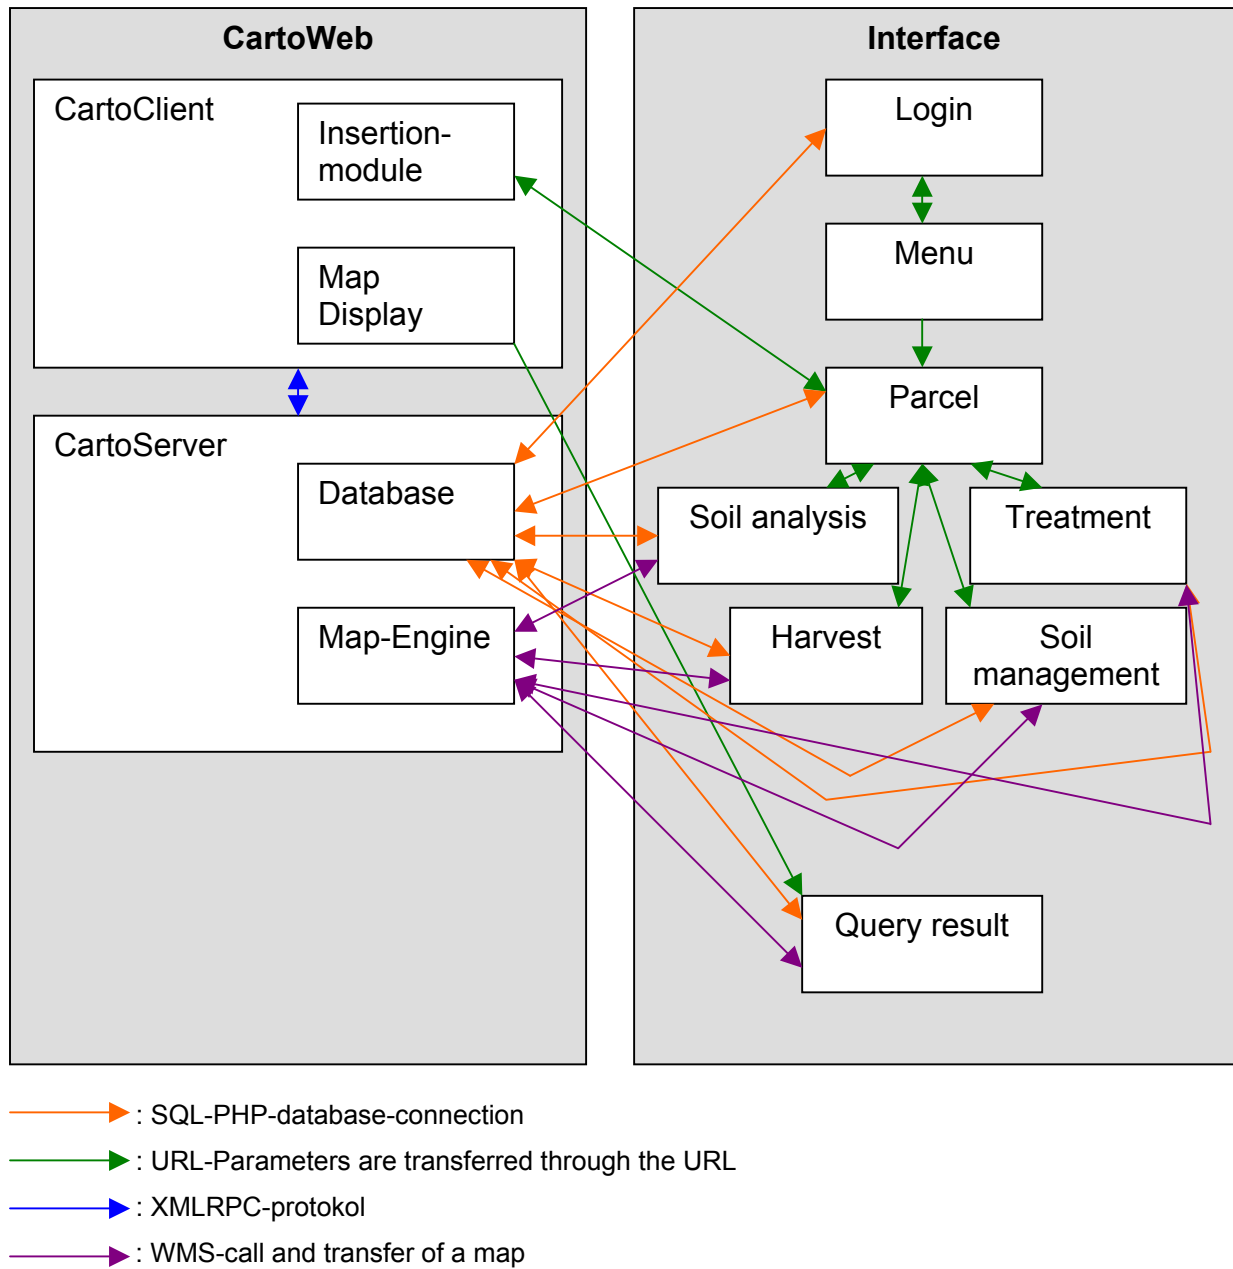 CartoWeb
CartoClient
Insertion-
module
Map
Display
CartoServer
Database
Map-Engine
Interface
Login
Menu
Parcel
Soil analysis
Treatment
Harvest
Soil
management
Query result
: SQL-PHP-database-connection
: URL-Parameters are transferred through the URL
: XMLRPC-protokol
: WMS-call and transfer of a map